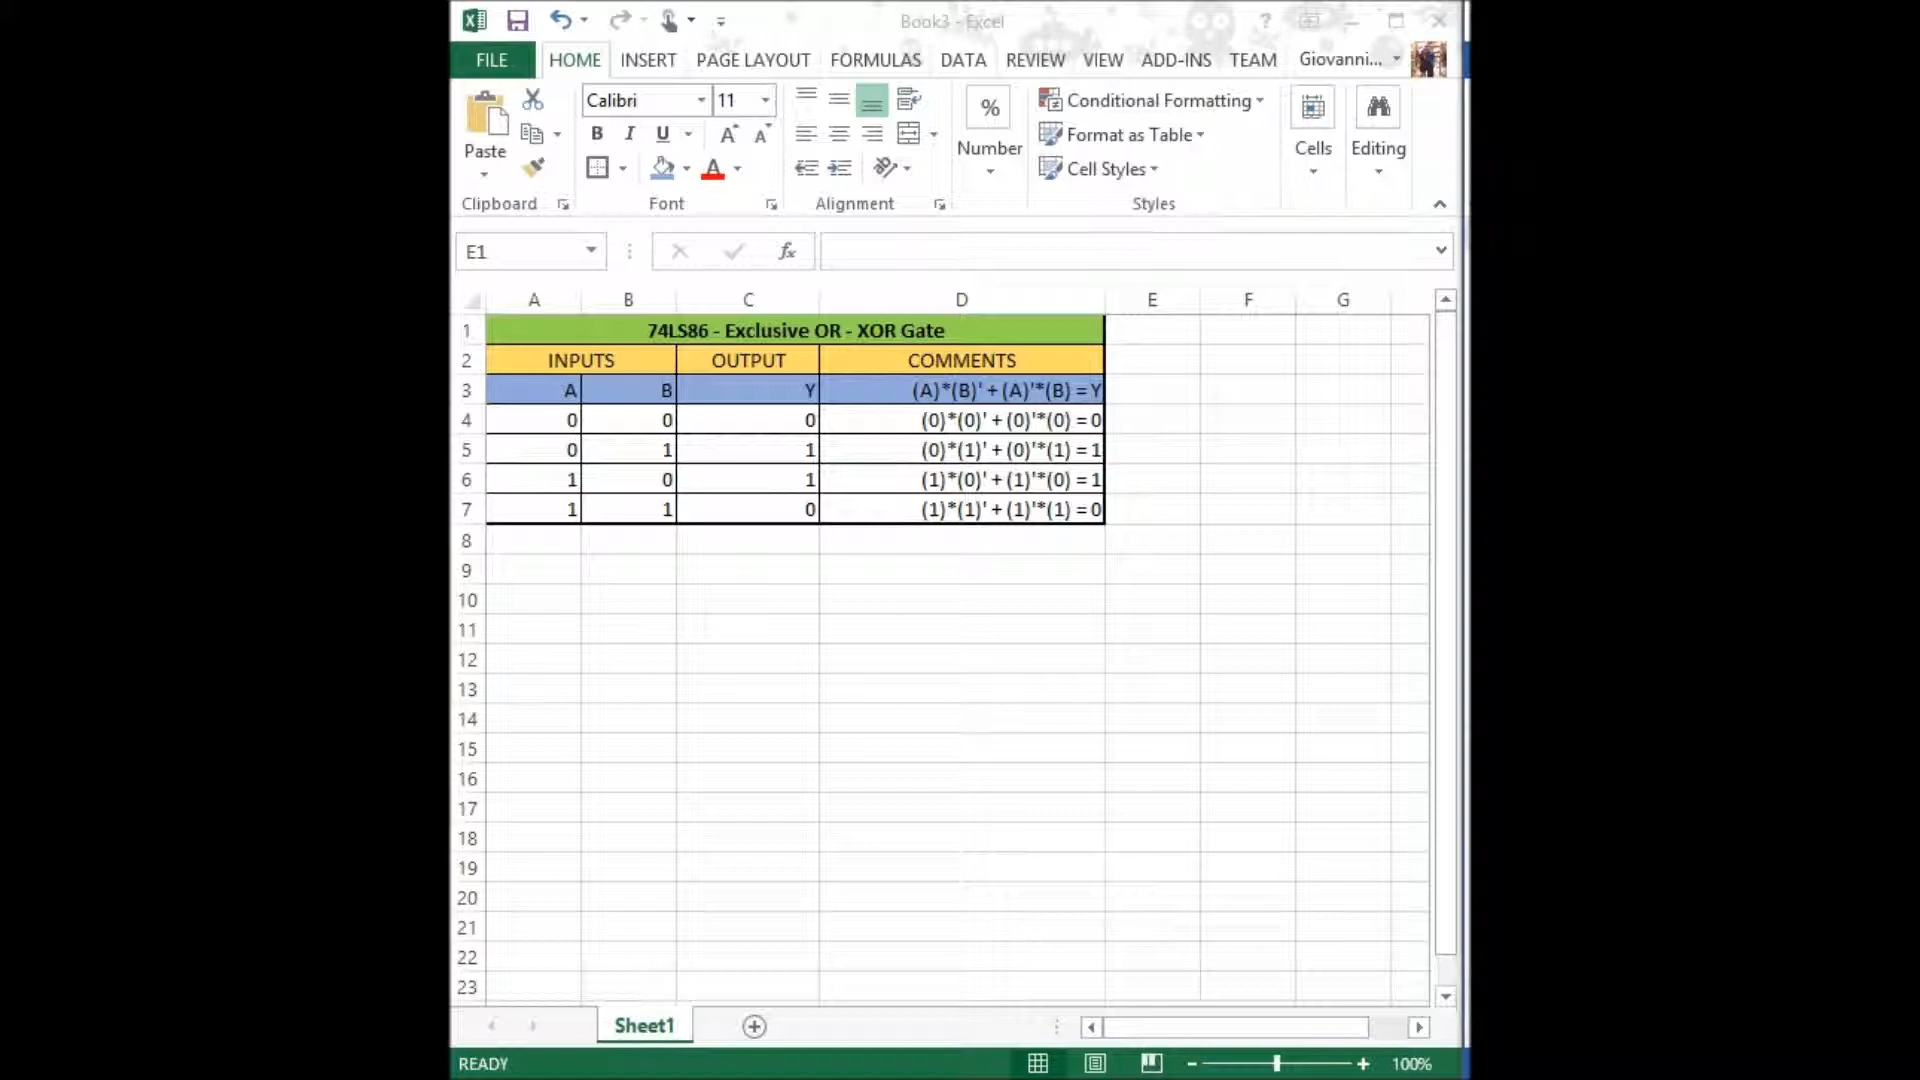 Book3 - Excel
FILE HOME INSERT PAGE LAYOUT FORMULAS DATA REVIEW VIEW ADD-INS TEAM Giovanni...
Calibri 11
Paste
B I U A A
A
% Number
Conditional Formatting
Format as Table
Cell Styles
Cells Editing
Clipboard Font Alignment Styles
E1 fx
A B C D E F G
1 74LS86 - Exclusive OR - XOR Gate
2 INPUTS OUTPUT COMMENTS
3 A B Y (A)*(B)' + (A)'*(B) = Y
4 0 0 0 (0)*(0)' + (0)'*(0) = 0
5 0 1 1 (0)*(1)' + (0)'*(1) = 1
6 1 0 1 (1)*(0)' + (1)'*(0) = 1
7 1 1 0 (1)*(1)' + (1)'*(1) = 0
8
9
10
11
12
13
14
15
16
17
18
19
20
21
22
23
Sheet1
READY 100%